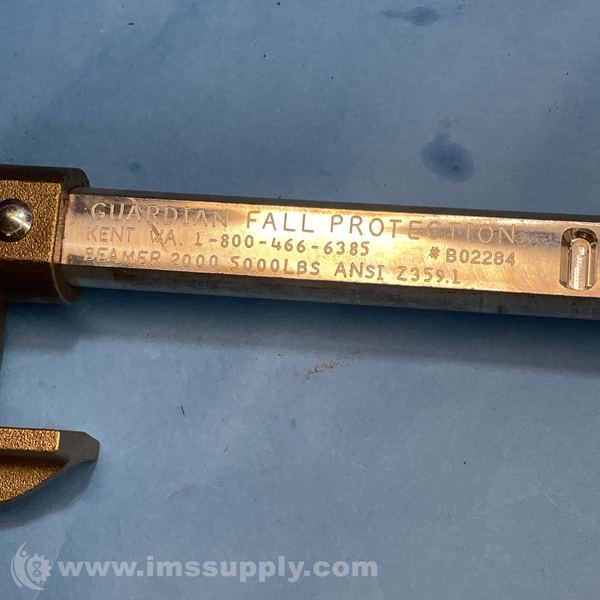 GUARDIAN FALL PROTECTION
KENT WA. 1-800-466-6385 #B02284
BEAMER 2000 5000LBS ANSI Z359.1
www.imssupply.com